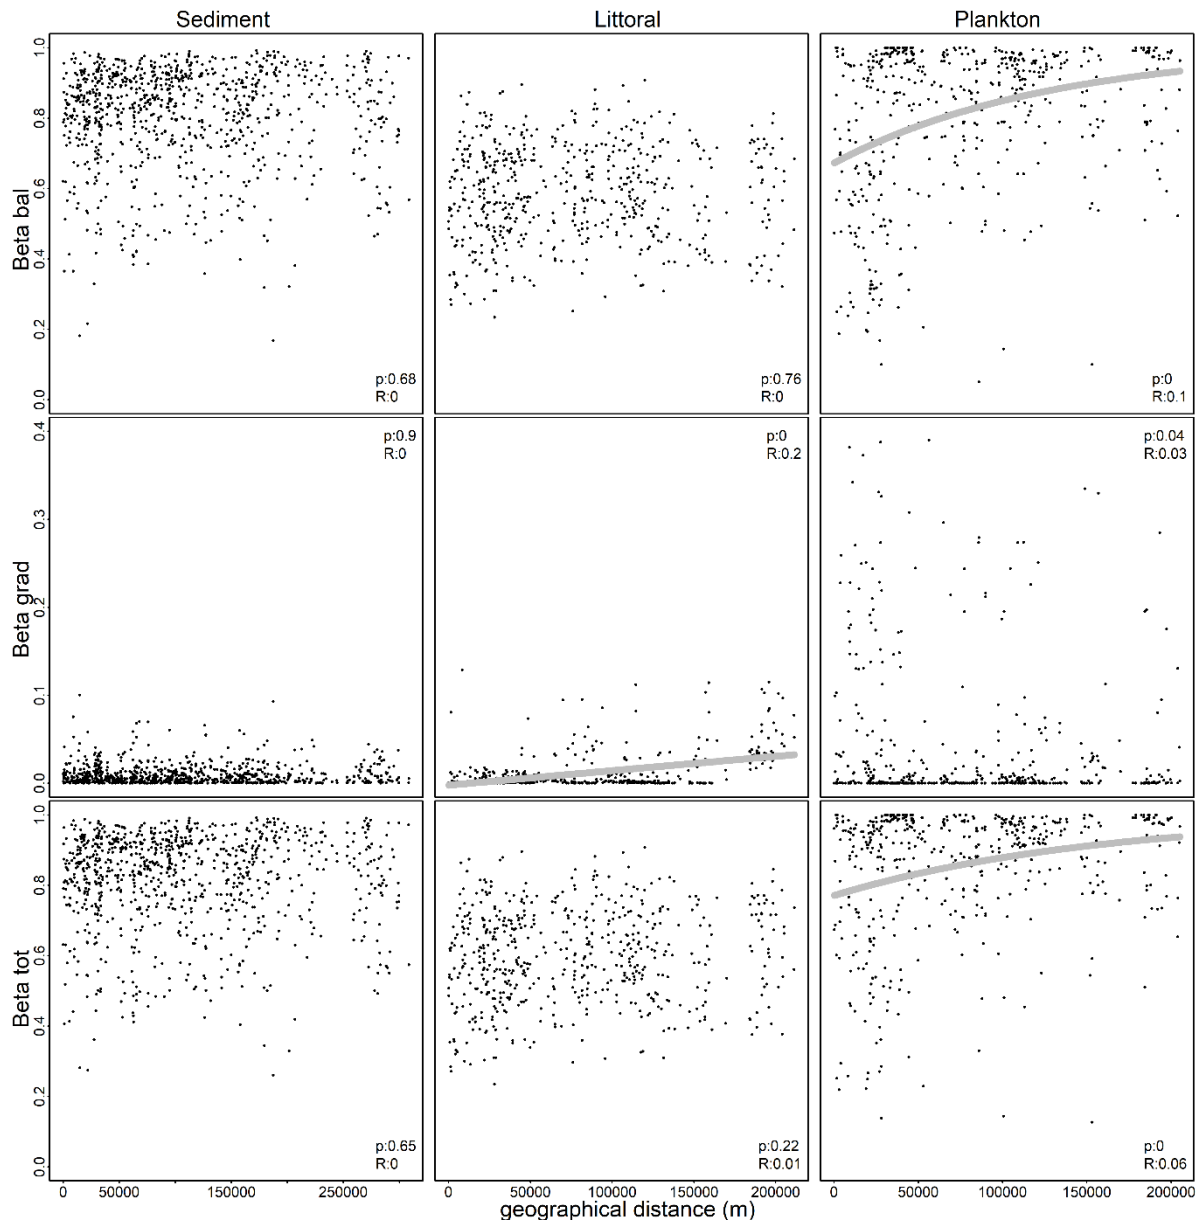 Sediment Littoral Plankton
Beta bal
1.0
0.8
0.6
0.4
0.2
0.0
p:0.68
R:0
p:0.76
R:0
p:0
R:0.1
Beta grad
0.4
0.3
0.2
0.1
0.0
p:0.9
R:0
p:0
R:0.2
p:0.04
R:0.03
Beta tot
1.0
0.8
0.6
0.4
0.2
0.0
p:0.65
R:0
p:0.22
R:0.01
p:0
R:0.06
0 50000 150000 250000
0 50000 100000 150000 200000
0 50000 100000 150000 200000
geographical distance (m)